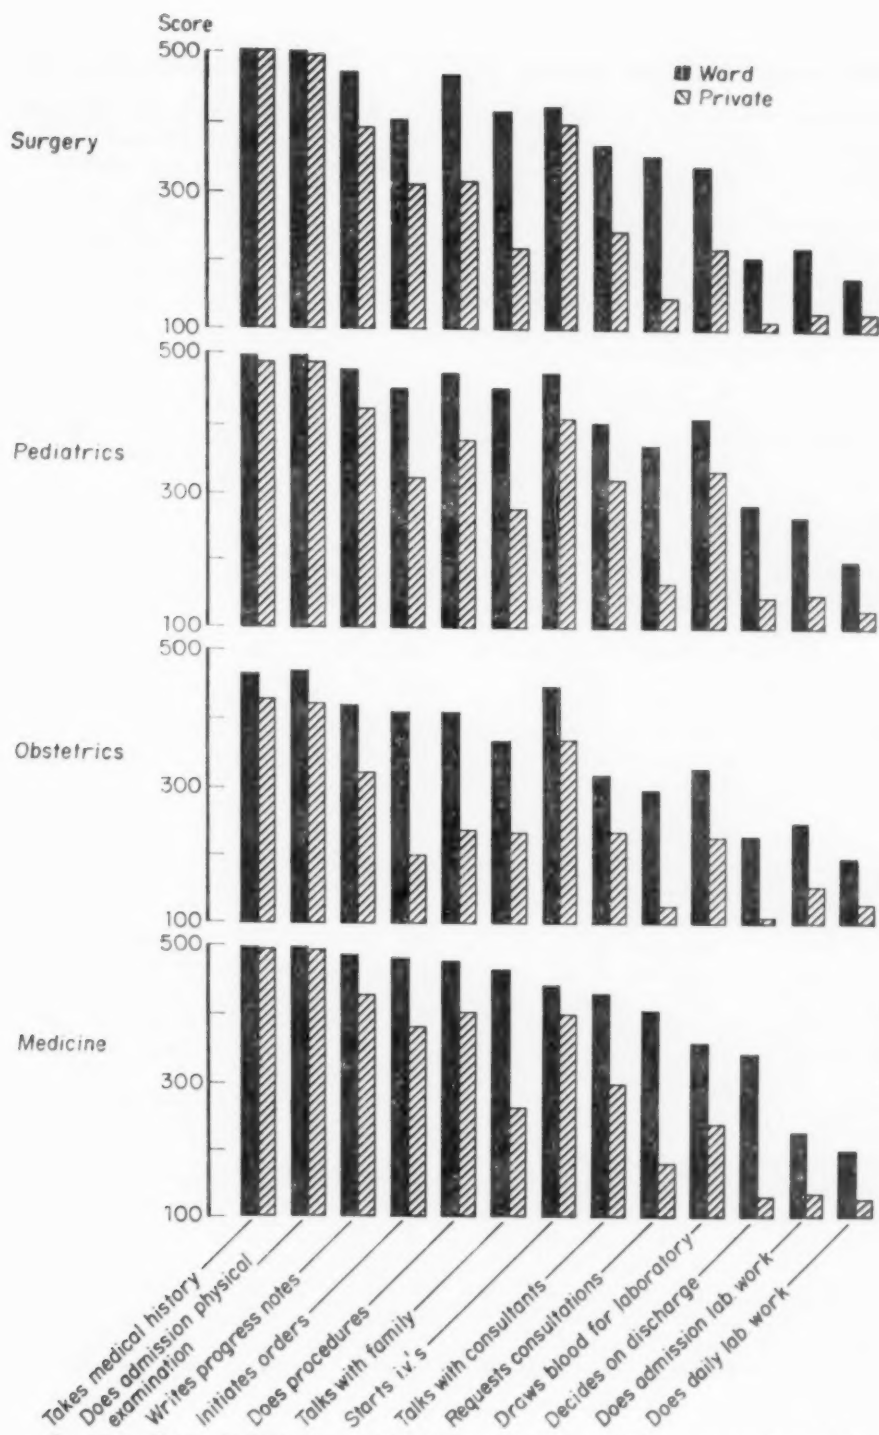 Score
500
Ward
Private
Surgery
300
100
500
Pediatrics
300
100
500
Obstetrics
300
100
500
Medicine
300
100
Takes medical history
Does admission physical
examination
Writes progress notes
Initiates orders
Does procedures
Talks with family
Starts i.v.'s
Talks with consultants
Requests consultations
Draws blood for laboratory
Decides on discharge
Does admission lab. work
Does daily lab work